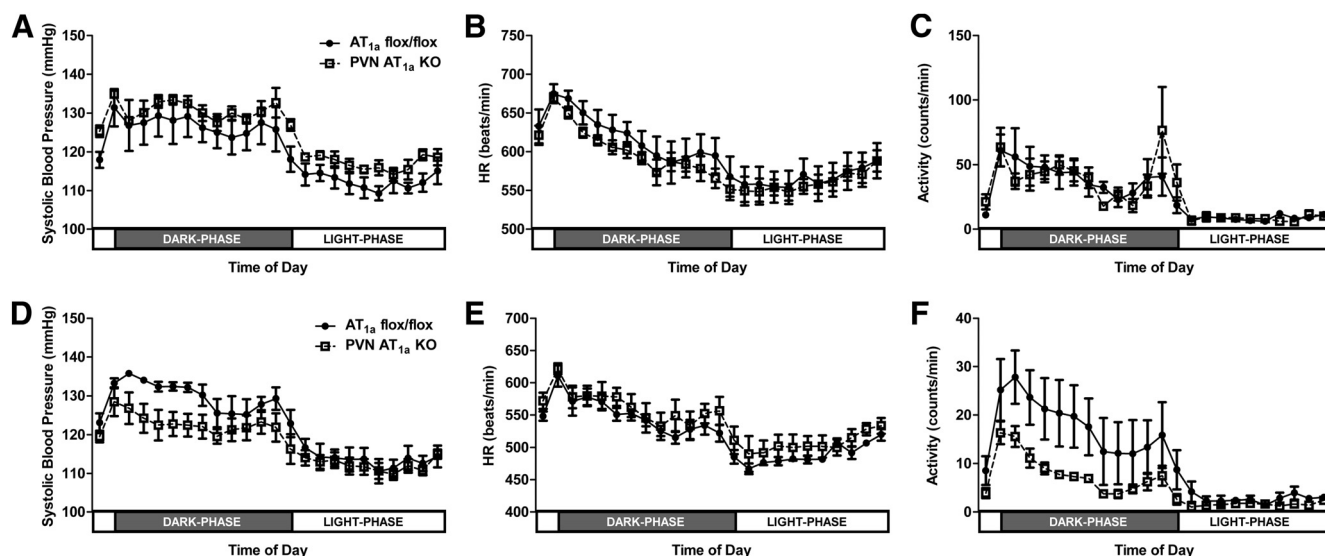 A
Systolic Blood Pressure (mmHg)
150
140
130
120
110
100
AT1a flox/flox
PVN AT1a KO
DARK-PHASE
LIGHT-PHASE
Time of Day
B
HR (beats/min)
750
700
650
600
550
500
DARK-PHASE
LIGHT-PHASE
Time of Day
C
Activity (counts/min)
150
100
50
0
DARK-PHASE
LIGHT-PHASE
Time of Day
D
Systolic Blood Pressure (mmHg)
150
140
130
120
110
100
AT1a flox/flox
PVN AT1a KO
DARK-PHASE
LIGHT-PHASE
Time of Day
E
HR (beats/min)
700
650
600
550
500
450
400
DARK-PHASE
LIGHT-PHASE
Time of Day
F
Activity (counts/min)
40
30
20
10
0
DARK-PHASE
LIGHT-PHASE
Time of Day